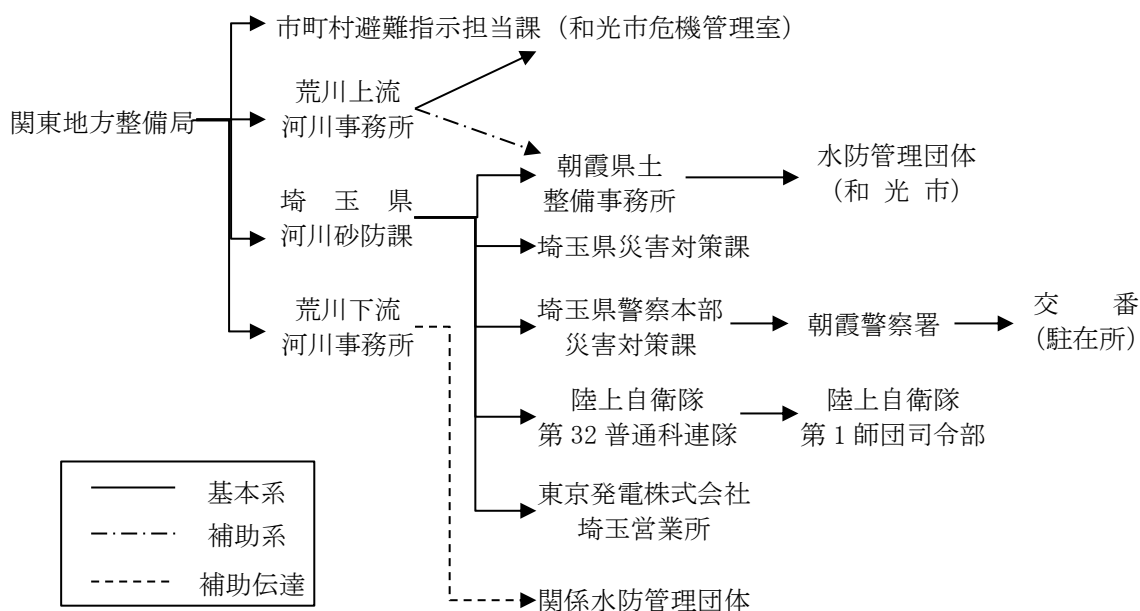 市町村避難指示担当課（和光市危機管理室）
荒川上流
河川事務所
関東地方整備局
朝霞県土
整備事務所
水防管理団体
（和 光 市）
埼 玉 県
河川砂防課
埼玉県災害対策課
荒川下流
河川事務所
埼玉県警察本部
災害対策課
朝霞警察署
交 番
（駐在所）
陸上自衛隊
第 32 普通科連隊
陸上自衛隊
第 1 師団司令部
東京発電株式会社
埼玉営業所
関係水防管理団体
基本系
補助系
補助伝達